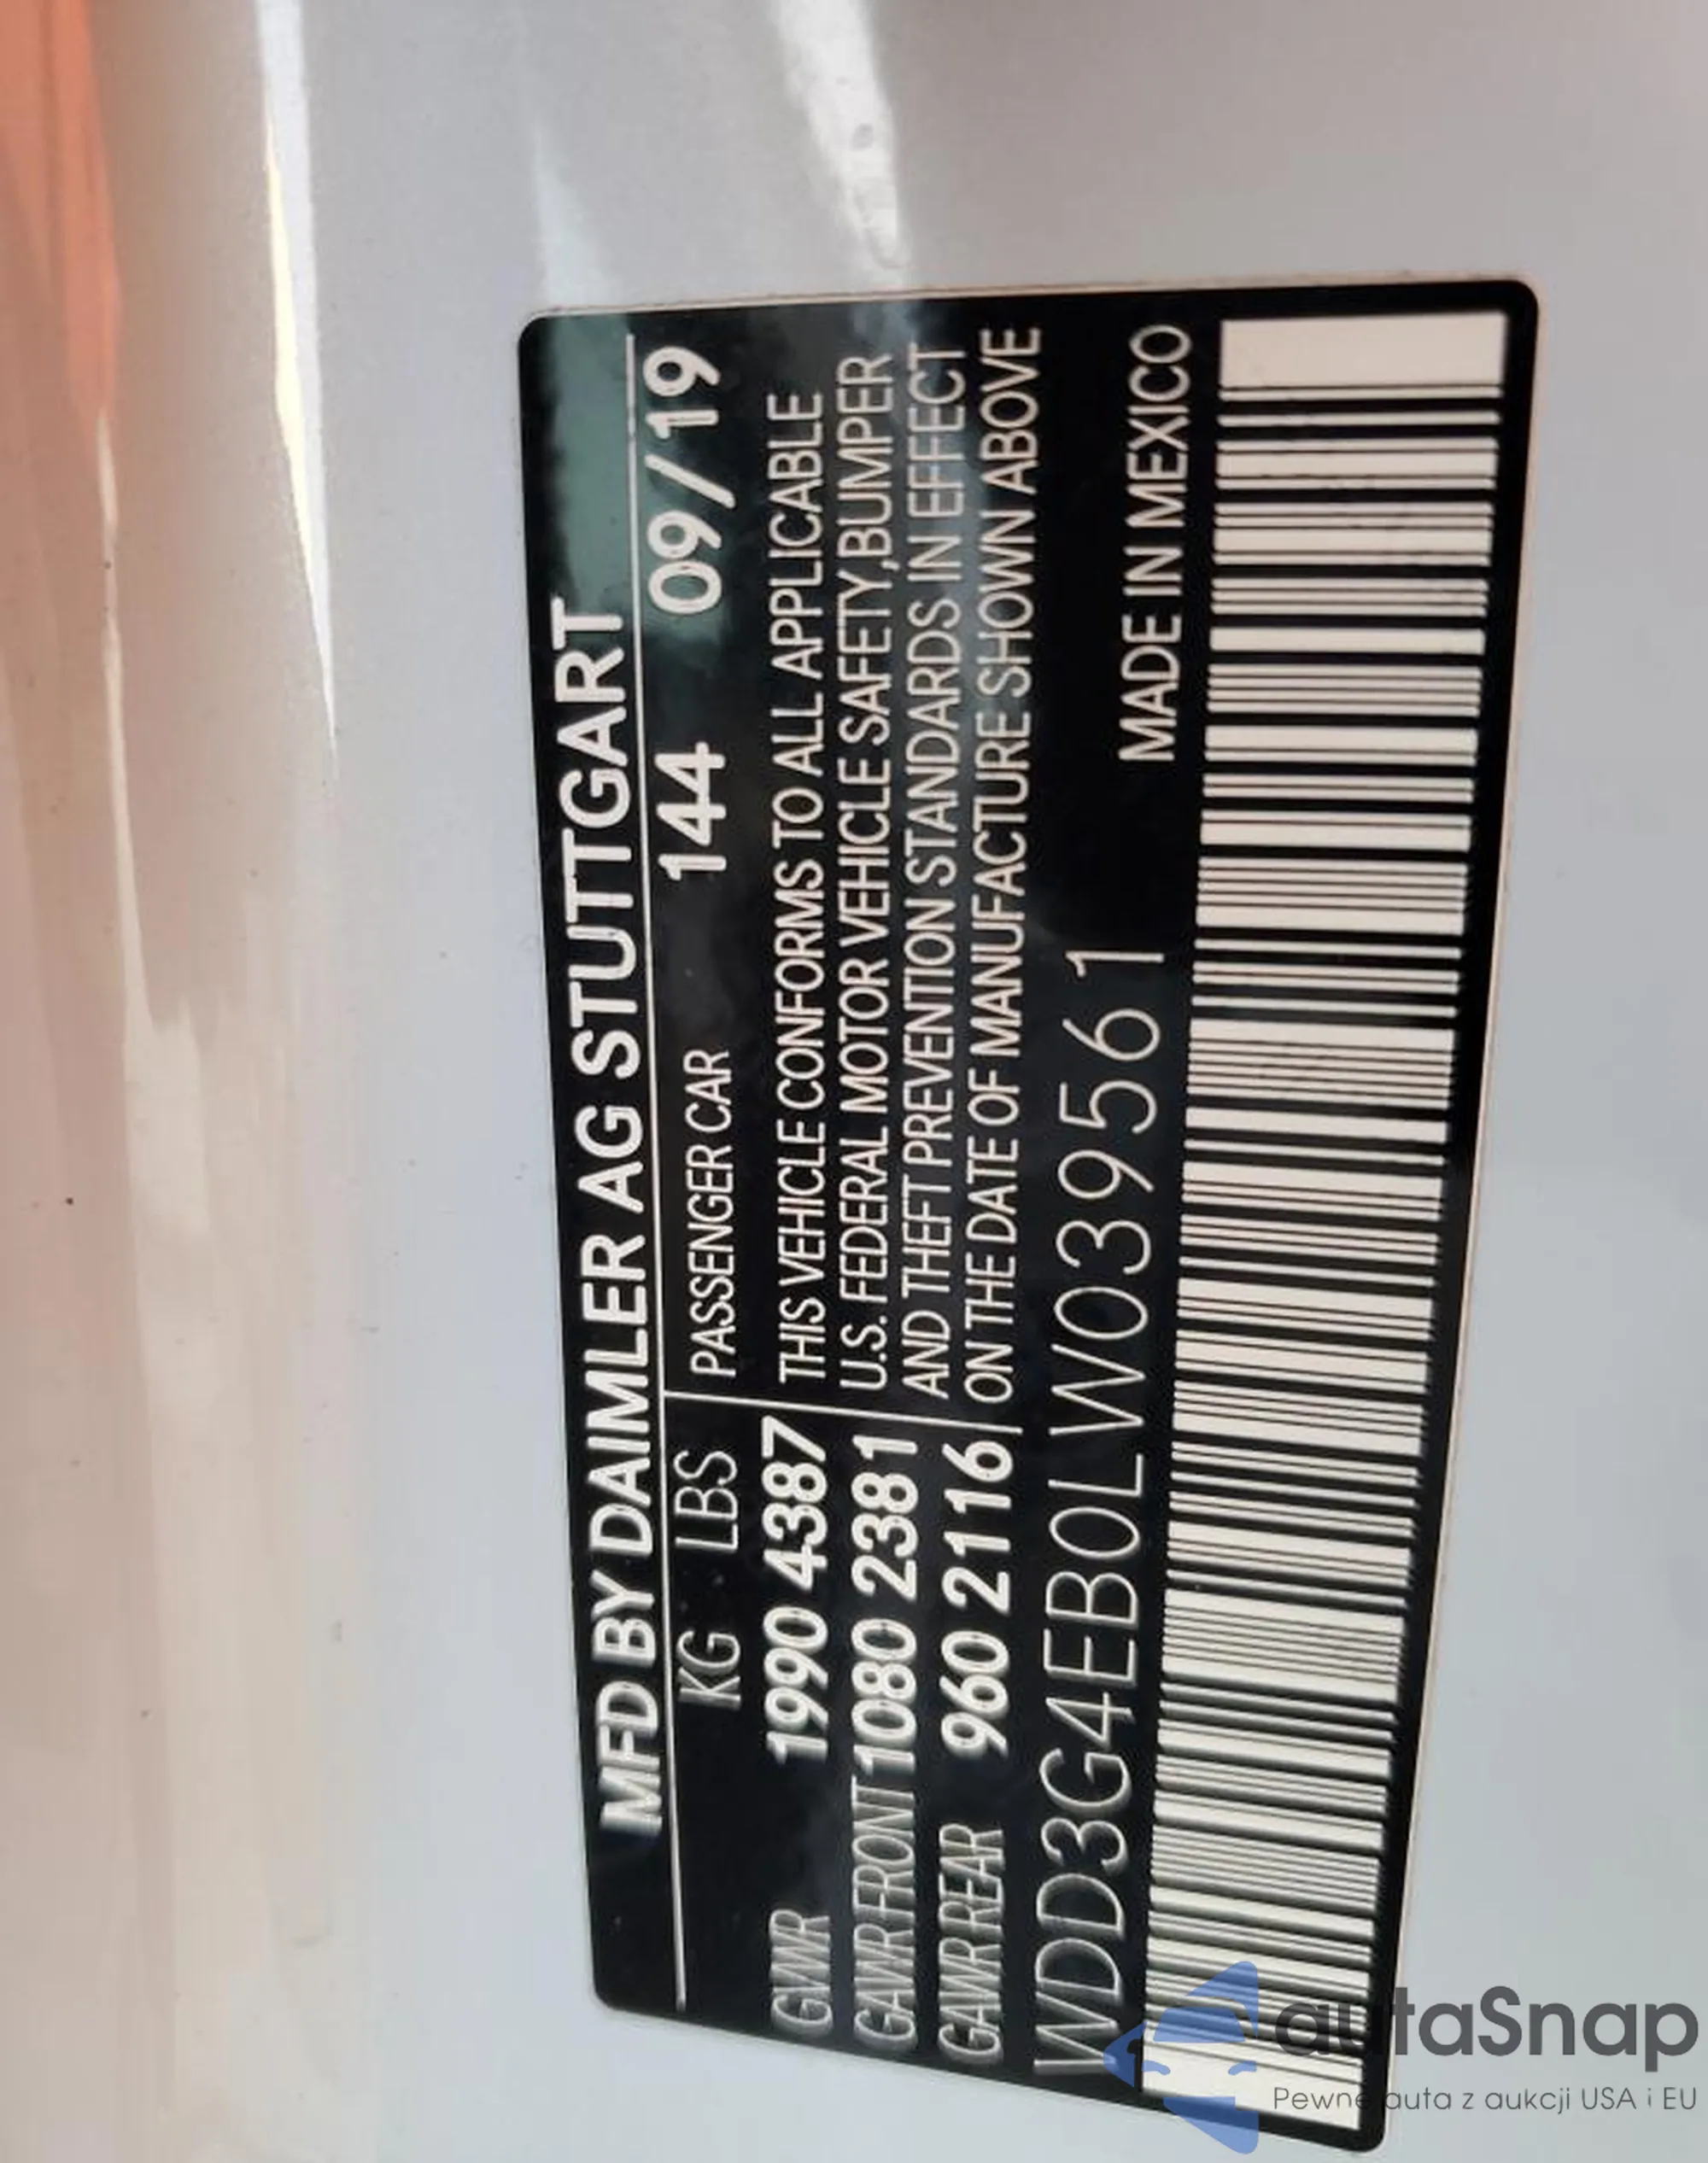 MFD BY DAIMLER AG STUTTGART
KG LBS PASSENGER CAR 144 09/19
GVWR 1990 4387 THIS VEHICLE CONFORMS TO ALL APPLICABLE
GAWR FRONT 1080 2381 U.S. FEDERAL MOTOR VEHICLE SAFETY,BUMPER
GAWR REAR 960 2116 AND THEFT PREVENTION STANDARDS IN EFFECT
ON THE DATE OF MANUFACTURE SHOWN ABOVE
WDD3G4EB0LW039561 MADE IN MEXICO
autaSnap
Pewne auta z aukcji USA i EU